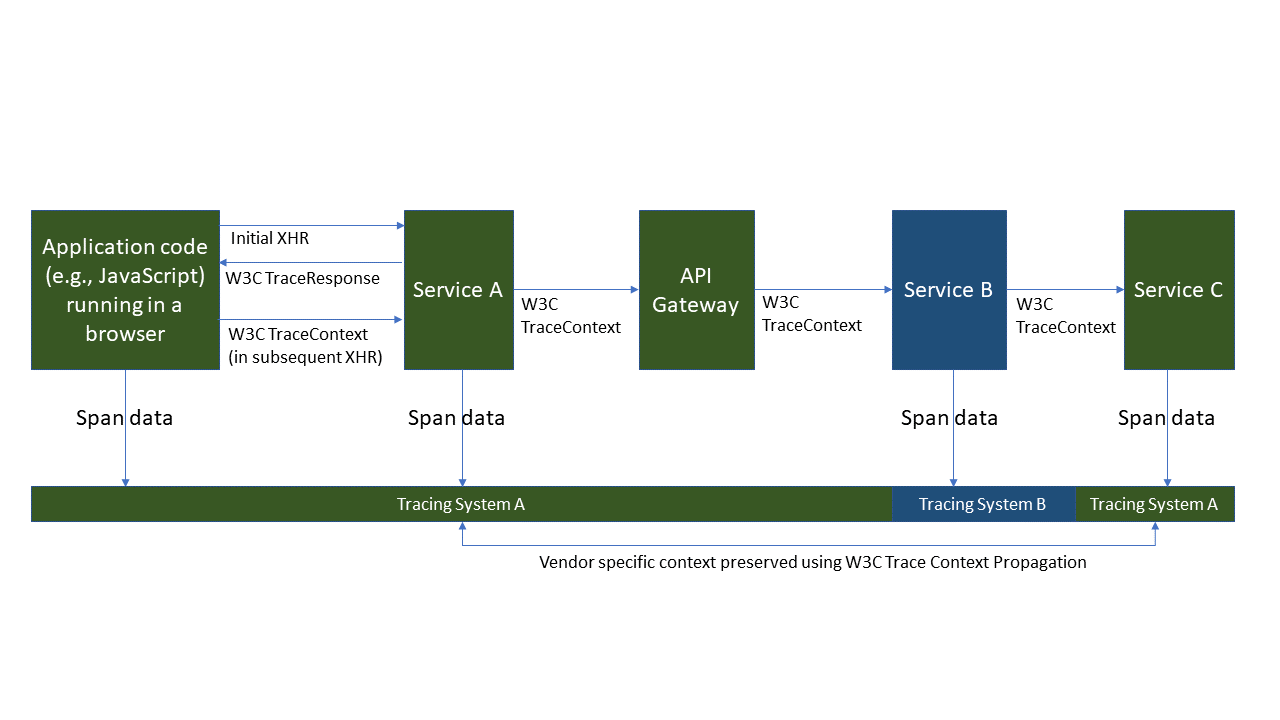 Application code
(e.g., JavaScript)
running in a
browser
Initial XHR
W3C TraceResponse
W3C TraceContext
(in subsequent XHR)
Service A
W3C
TraceContext
API
Gateway
W3C
TraceContext
Service B
W3C
TraceContext
Service C
Span data
Span data
Span data
Span data
Tracing System A
Tracing System B
Tracing System A
Vendor specific context preserved using W3C Trace Context Propagation